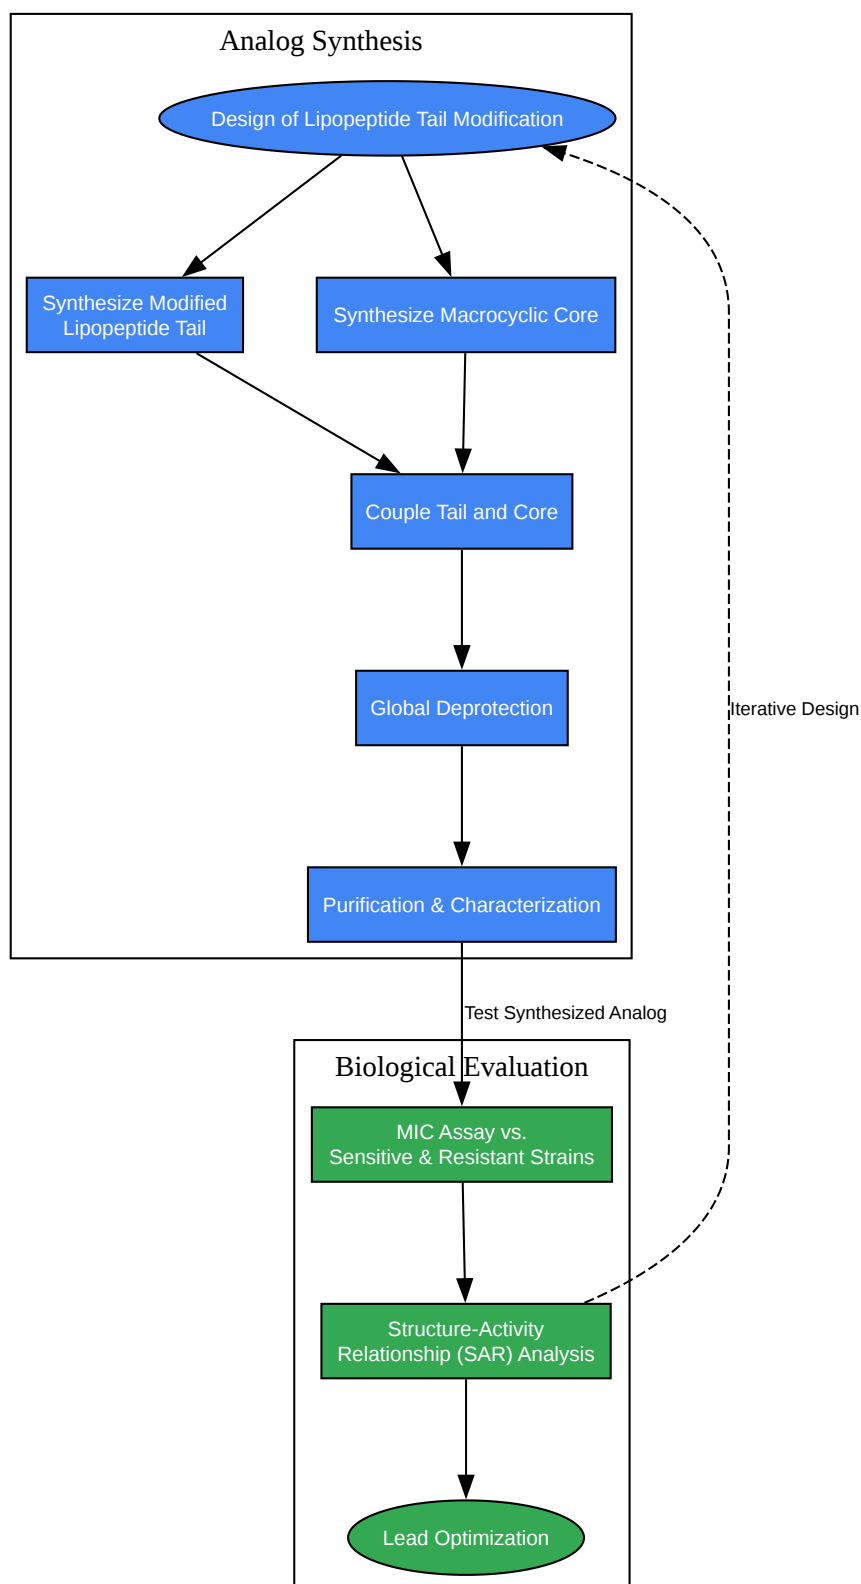 Analog Synthesis
Design of Lipopeptide Tail Modification
Synthesize Modified
Lipopeptide Tail
Synthesize Macrocyclic Core
Couple Tail and Core
Global Deprotection
Iterative Design
Purification & Characterization
Test Synthesized Analog
Biological Evaluation
MIC Assay vs.
Sensitive & Resistant Strains
Structure-Activity
Relationship (SAR) Analysis
Lead Optimization